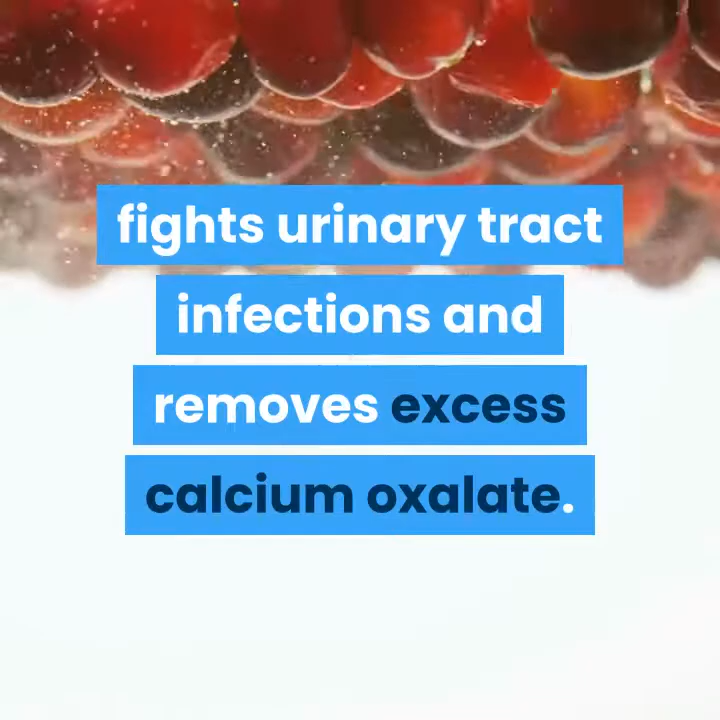 fights urinary tract
infections and
removes excess
calcium oxalate.